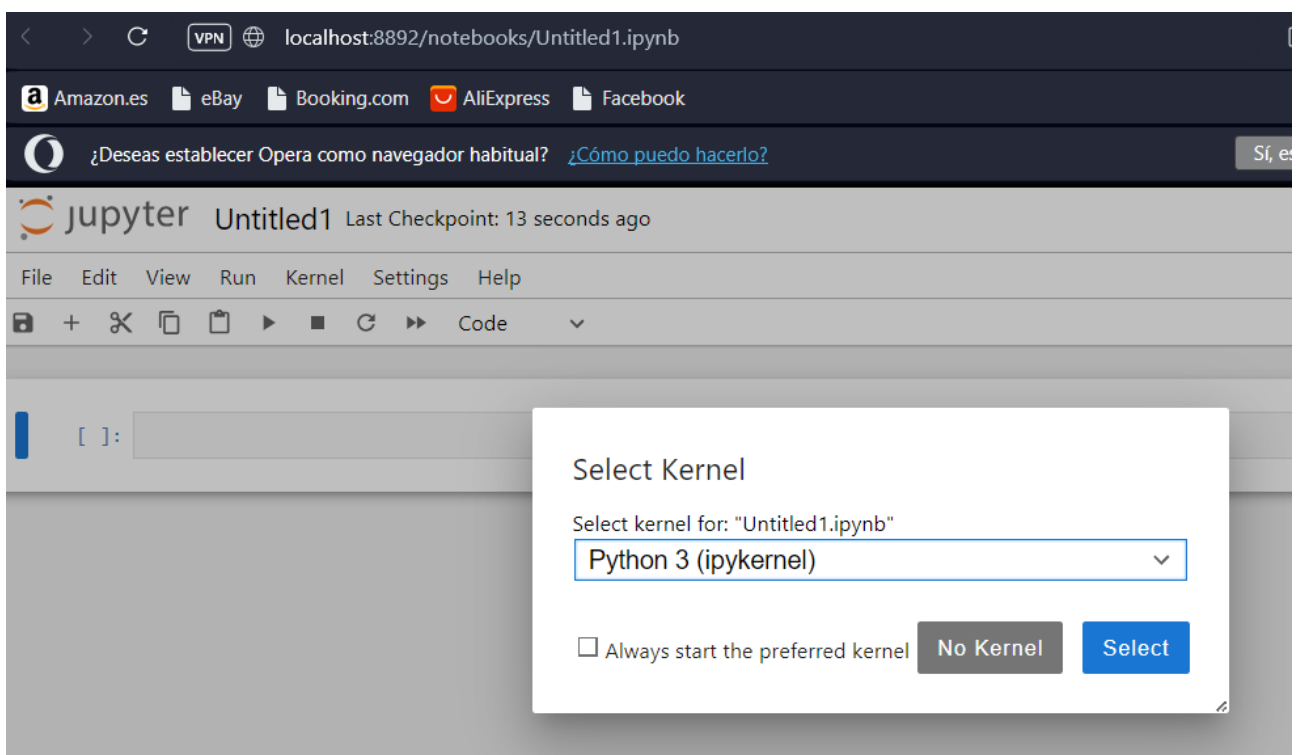 VPN localhost:8892/notebooks/Untitled1.ipynb
a Amazon.es eBay Booking.com AliExpress Facebook
¿Deseas establecer Opera como navegador habitual? ¿Cómo puedo hacerlo?
jupyter Untitled1 Last Checkpoint: 13 seconds ago
File Edit View Run Kernel Settings Help
Code
[ ]:
Select Kernel
Select kernel for: "Untitled1.ipynb"
Python 3 (ipykernel)
Always start the preferred kernel No Kernel Select